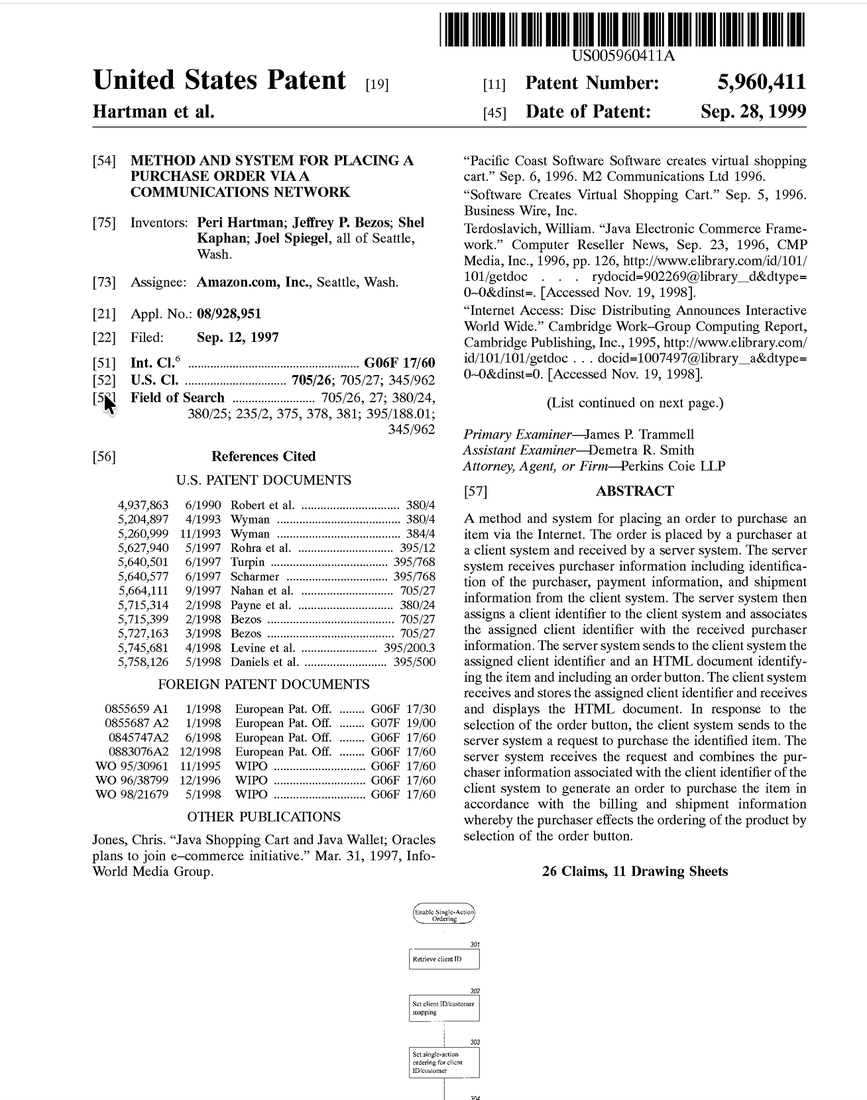 US005960411A
United States Patent [19]
[11] Patent Number: 5,960,411
Hartman et al.
[45] Date of Patent: Sep. 28, 1999
[54] METHOD AND SYSTEM FOR PLACING A
PURCHASE ORDER VIA A
COMMUNICATIONS NETWORK
[75] Inventors: Peri Hartman; Jeffrey P. Bezos; Shel
Kaphan; Joel Spiegel, all of Seattle,
Wash.
[73] Assignee: Amazon.com, Inc., Seattle, Wash.
[21] Appl. No.: 08/928,951
[22] Filed: Sep. 12, 1997
[51] Int. Cl.6 ........................................................ G06F 17/60
[52] U.S. Cl. ................................. 705/26; 705/27; 345/962
Field of Search ........................... 705/26, 27; 380/24,
380/25; 235/2, 375, 378, 381; 395/188.01;
345/962
[56] References Cited
U.S. PATENT DOCUMENTS
4,937,863 6/1990 Robert et al. ................................ 380/4
5,204,897 4/1993 Wyman ........................................ 380/4
5,260,999 11/1993 Wyman ........................................ 384/4
5,627,940 5/1997 Rohra et al. ............................... 395/12
5,640,501 6/1997 Turpin ...................................... 395/768
5,640,577 6/1997 Scharmer .................................. 395/768
5,664,111 9/1997 Nahan et al. .............................. 705/27
5,715,314 2/1998 Payne et al. ............................... 380/24
5,715,399 2/1998 Bezos ......................................... 705/27
5,727,163 3/1998 Bezos ......................................... 705/27
5,745,681 4/1998 Levine et al. .......................... 395/200.3
5,758,126 5/1998 Daniels et al. ........................... 395/500
FOREIGN PATENT DOCUMENTS
0855659 A1 1/1998 European Pat. Off. ........ G06F 17/30
0855687 A2 1/1998 European Pat. Off. ........ G07F 19/00
0845747A2 6/1998 European Pat. Off. ........ G06F 17/60
0883076A2 12/1998 European Pat. Off. ........ G06F 17/60
WO 95/30961 11/1995 WIPO .............................. G06F 17/60
WO 96/38799 12/1996 WIPO .............................. G06F 17/60
WO 98/21679 5/1998 WIPO .............................. G06F 17/60
OTHER PUBLICATIONS
Jones, Chris. “Java Shopping Cart and Java Wallet; Oracles
plans to join e–commerce initiative.” Mar. 31, 1997, Info-
World Media Group.
“Pacific Coast Software Software creates virtual shopping
cart.” Sep. 6, 1996. M2 Communications Ltd 1996.
“Software Creates Virtual Shopping Cart.” Sep. 5, 1996.
Business Wire, Inc.
Terdoslavich, William. “Java Electronic Commerce Frame-
work.” Computer Reseller News, Sep. 23, 1996, CMP
Media, Inc., 1996, pp. 126, http://www.elibrary.com/id/101/
101/getdoc . . . rydocid=902269@library_d&dtype=
0~0&dinst=. [Accessed Nov. 19, 1998].
“Internet Access: Disc Distributing Announces Interactive
World Wide.” Cambridge Work–Group Computing Report,
Cambridge Publishing, Inc., 1995, http://www.elibrary.com/
id/101/101/getdoc . . . docid=1007497@library_a&dtype=
0~0&dinst=0. [Accessed Nov. 19, 1998].
(List continued on next page.)
Primary Examiner—James P. Trammell
Assistant Examiner—Demetra R. Smith
Attorney, Agent, or Firm—Perkins Coie LLP
[57] ABSTRACT
A method and system for placing an order to purchase an
item via the Internet. The order is placed by a purchaser at
a client system and received by a server system. The server
system receives purchaser information including identifica-
tion of the purchaser, payment information, and shipment
information from the client system. The server system then
assigns a client identifier to the client system and associates
the assigned client identifier with the received purchaser
information. The server system sends to the client system the
assigned client identifier and an HTML document identify-
ing the item and including an order button. The client system
receives and stores the assigned client identifier and receives
and displays the HTML document. In response to the
selection of the order button, the client system sends to the
server system a request to purchase the identified item. The
server system receives the request and combines the pur-
chaser information associated with the client identifier of the
client system to generate an order to purchase the item in
accordance with the billing and shipment information
whereby the purchaser effects the ordering of the product by
selection of the order button.
26 Claims, 11 Drawing Sheets
Enable Single-Action
Ordering
301
Retrieve client ID
302
Set client ID/customer
mapping
303
Set single-action
ordering for client
ID/customer
304